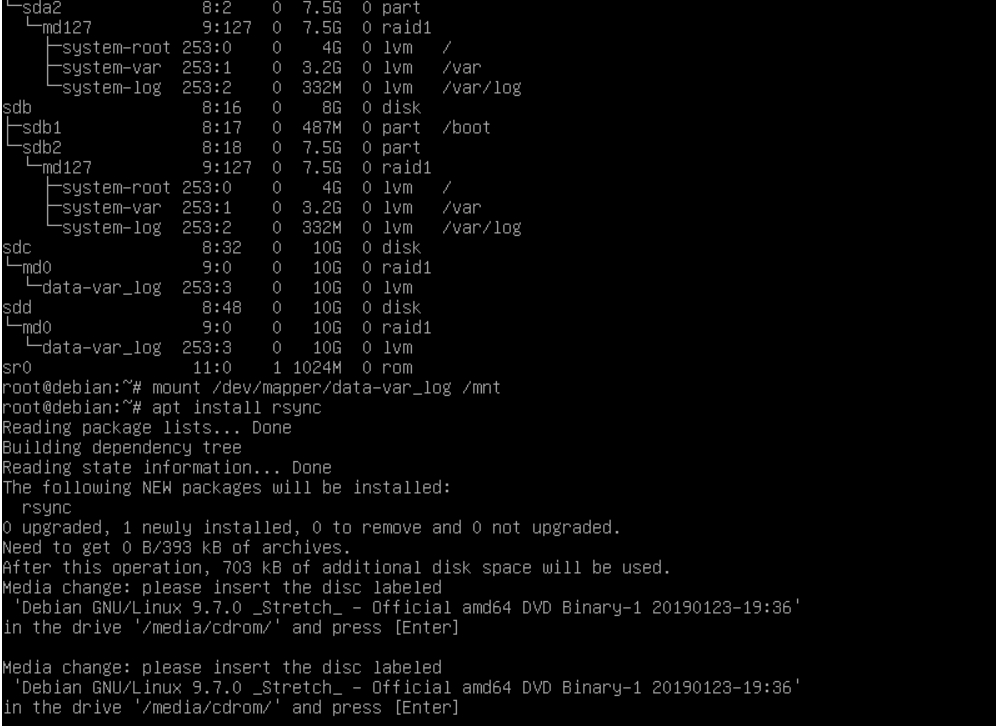 └─sda2 8:2 0 7.5G 0 part
└─md127 9:127 0 7.5G 0 raid1
├─system-root 253:0 0 4G 0 lvm /
├─system-var 253:1 0 3.2G 0 lvm /var
└─system-log 253:2 0 332M 0 lvm /var/log
sdb 8:16 0 8G 0 disk
├─sdb1 8:17 0 487M 0 part /boot
└─sdb2 8:18 0 7.5G 0 part
└─md127 9:127 0 7.5G 0 raid1
├─system-root 253:0 0 4G 0 lvm /
├─system-var 253:1 0 3.2G 0 lvm /var
└─system-log 253:2 0 332M 0 lvm /var/log
sdc 8:32 0 10G 0 disk
└─md0 9:0 0 10G 0 raid1
└─data-var_log 253:3 0 10G 0 lvm
sdd 8:48 0 10G 0 disk
└─md0 9:0 0 10G 0 raid1
└─data-var_log 253:3 0 10G 0 lvm
sr0 11:0 1 1024M 0 rom
root@debian:~# mount /dev/mapper/data-var_log /mnt
root@debian:~# apt install rsync
Reading package lists... Done
Building dependency tree
Reading state information... Done
The following NEW packages will be installed:
rsync
0 upgraded, 1 newly installed, 0 to remove and 0 not upgraded.
Need to get 0 B/393 kB of archives.
After this operation, 703 kB of additional disk space will be used.
Media change: please insert the disc labeled
'Debian GNU/Linux 9.7.0 _Stretch_ - Official amd64 DVD Binary-1 20190123-19:36'
in the drive '/media/cdrom/' and press [Enter]
Media change: please insert the disc labeled
'Debian GNU/Linux 9.7.0 _Stretch_ - Official amd64 DVD Binary-1 20190123-19:36'
in the drive '/media/cdrom/' and press [Enter]